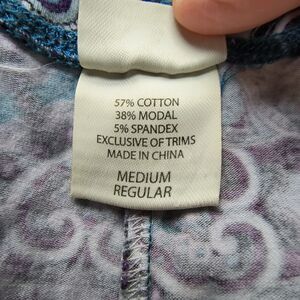 57% COTTON
38% MODAL
5% SPANDEX
EXCLUSIVE OF TRIMS
MADE IN CHINA
MEDIUM
REGULAR